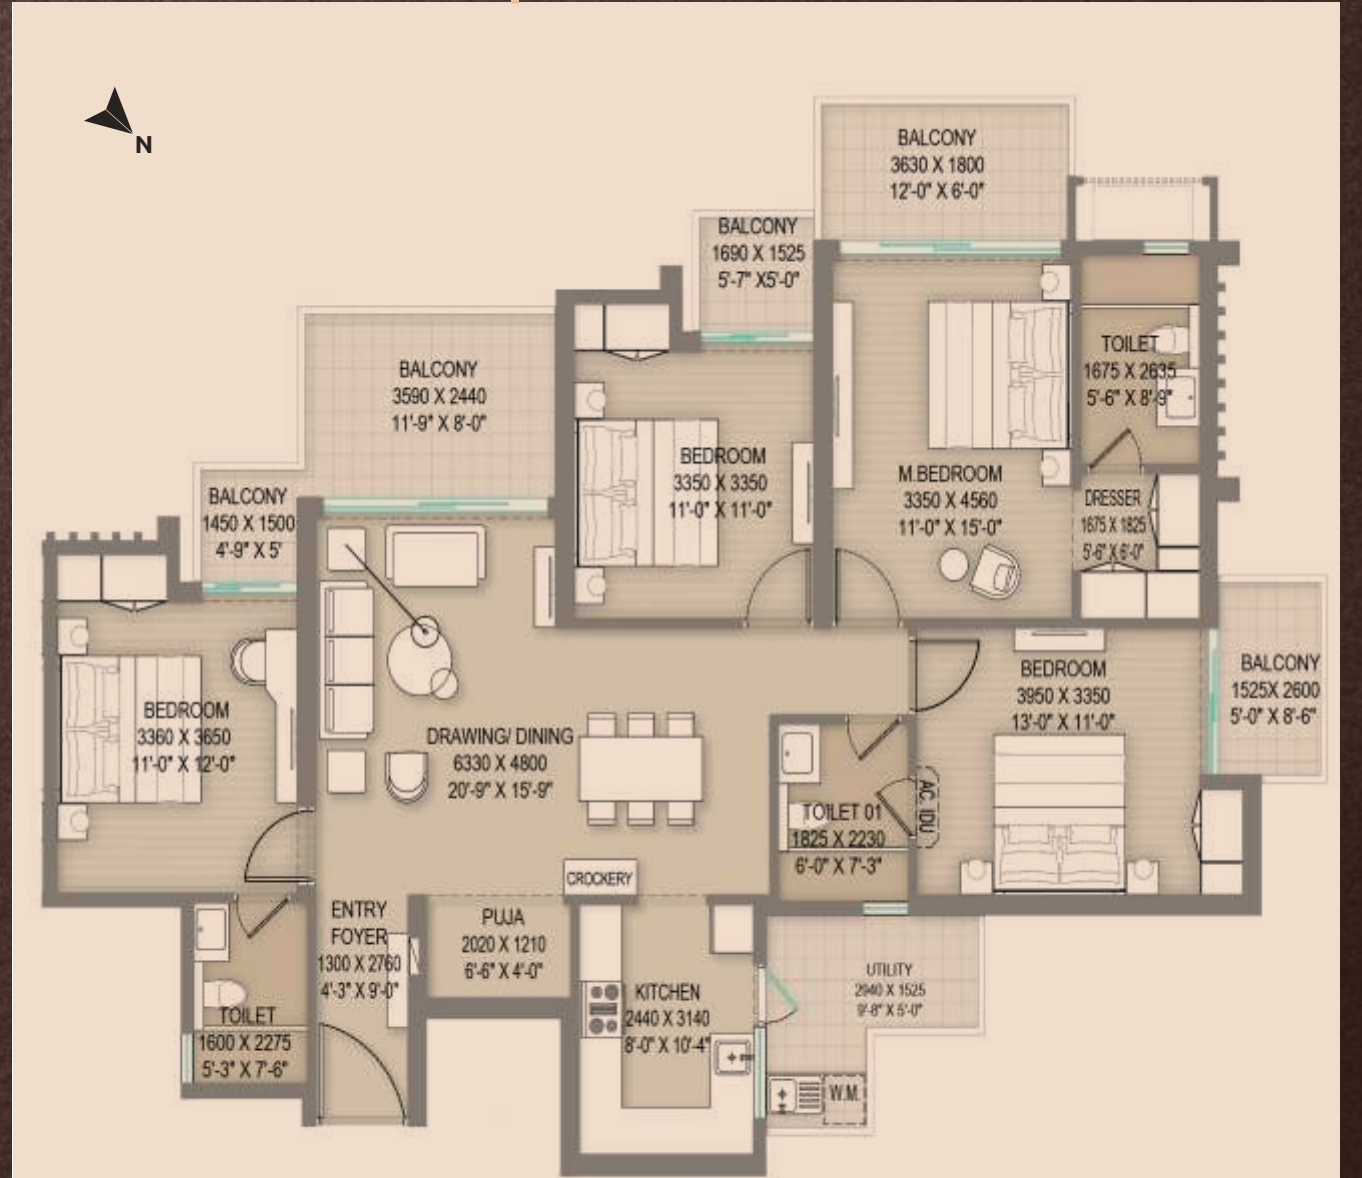 N
BALCONY
3630 X 1800
12'-0" X 6'-0"
BALCONY
1690 X 1525
5'-7" X5'-0"
BALCONY
3590 X 2440
11'-9" X 8'-0"
TOILET
1675 X 2635
5'-6" X 8'-9"
BEDROOM
3350 X 3350
11'-0" X 11'-0"
M.BEDROOM
3350 X 4560
11'-0" X 15'-0"
DRESSER
1675 X 1825
5'-6" X 6'-0"
BALCONY
1450 X 1500
4'-9" X 5'
BEDROOM
3360 X 3650
11'-0" X 12'-0"
DRAWING/ DINING
6330 X 4800
20'-9" X 15'-9"
BEDROOM
3950 X 3350
13'-0" X 11'-0"
BALCONY
1525X 2600
5'-0" X 8'-6"
TOILET 01
1825 X 2230
6'-0" X 7'-3"
AC. IDU
CROCKERY
ENTRY
FOYER
1300 X 2760
4'-3" X 9'-0"
PUJA
2020 X 1210
6'-6" X 4'-0"
KITCHEN
2440 X 3140
8'-0" X 10'-4"
UTILITY
2940 X 1525
9'-8" X 5'-0"
TOILET
1600 X 2275
5'-3" X 7'-6"
W.M.